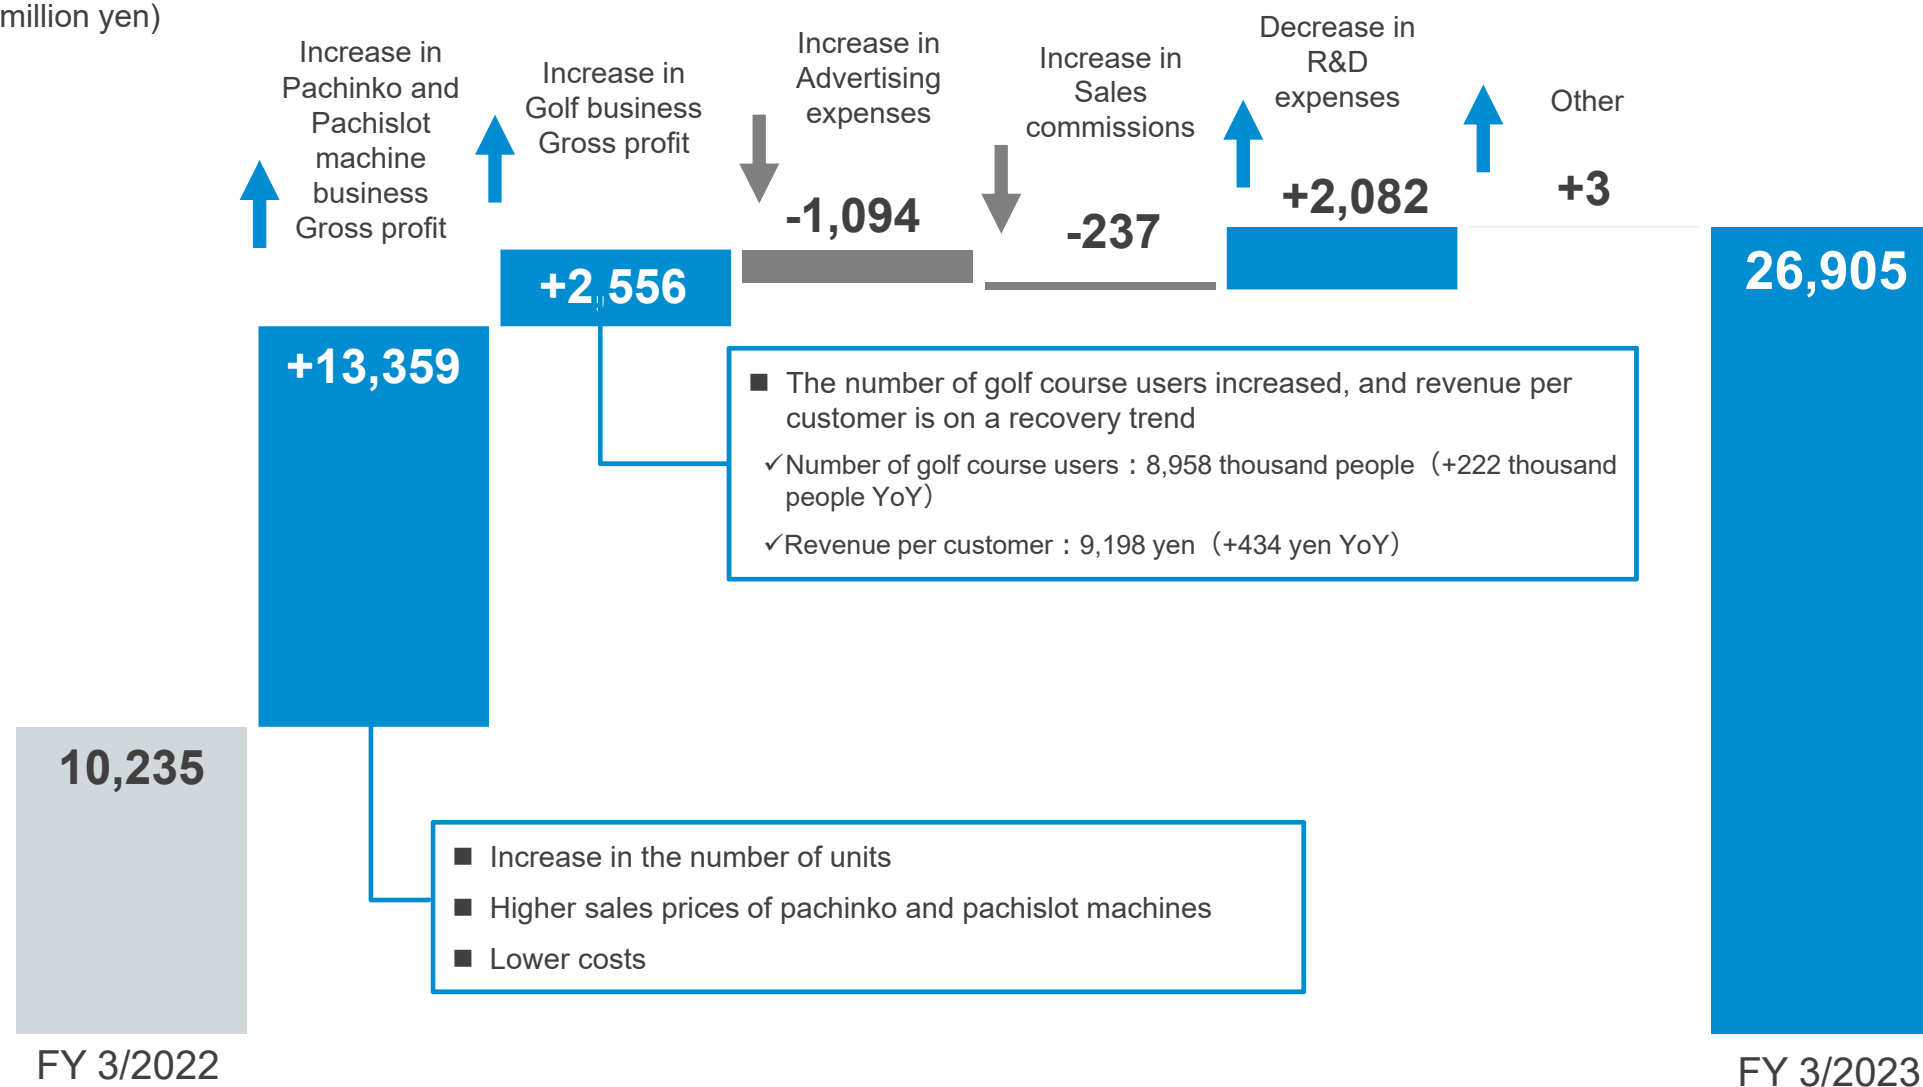 million yen)
Increase in
Pachinko and
Pachislot
machine
business
Gross profit
Increase in
Golf business
Gross profit
Increase in
Advertising
expenses
Increase in
Sales
commissions
Decrease in
R&D
expenses
Other
+13,359
+2,556
-1,094
-237
+2,082
+3
26,905
10,235
■ The number of golf course users increased, and revenue per
customer is on a recovery trend
✓Number of golf course users：8,958 thousand people（+222 thousand
people YoY）
✓Revenue per customer：9,198 yen（+434 yen YoY）
■ Increase in the number of units
■ Higher sales prices of pachinko and pachislot machines
■ Lower costs
FY 3/2022
FY 3/2023